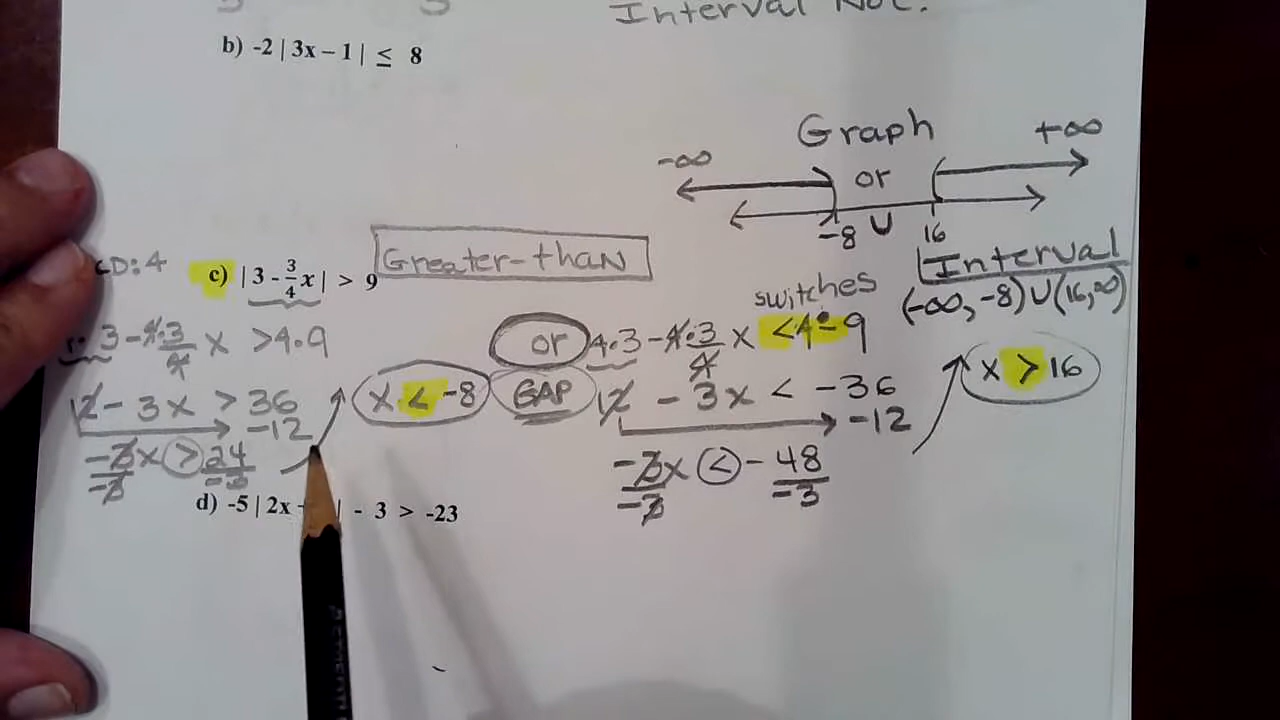 Interval Not.
b) -2 | 3x – 1 | ≤ 8
Graph
-∞ or +∞
-8 ∪ 16
Interval
(-∞, -8) ∪ (16, ∞)
LCD: 4
c) | 3 - 3/4 x | > 9
Greater-than
switches
4·3 - 4·3/4 x > 4·9
or
4·3 - 4·3/4 x < 4·-9
12 - 3x > 36
-12
x < -8
GAP
12 - 3x < -36
-12
x > 16
-3x/-3 > 24/-3
-3x/-3 < -48/-3
d) -5 | 2x + | - 3 > -23